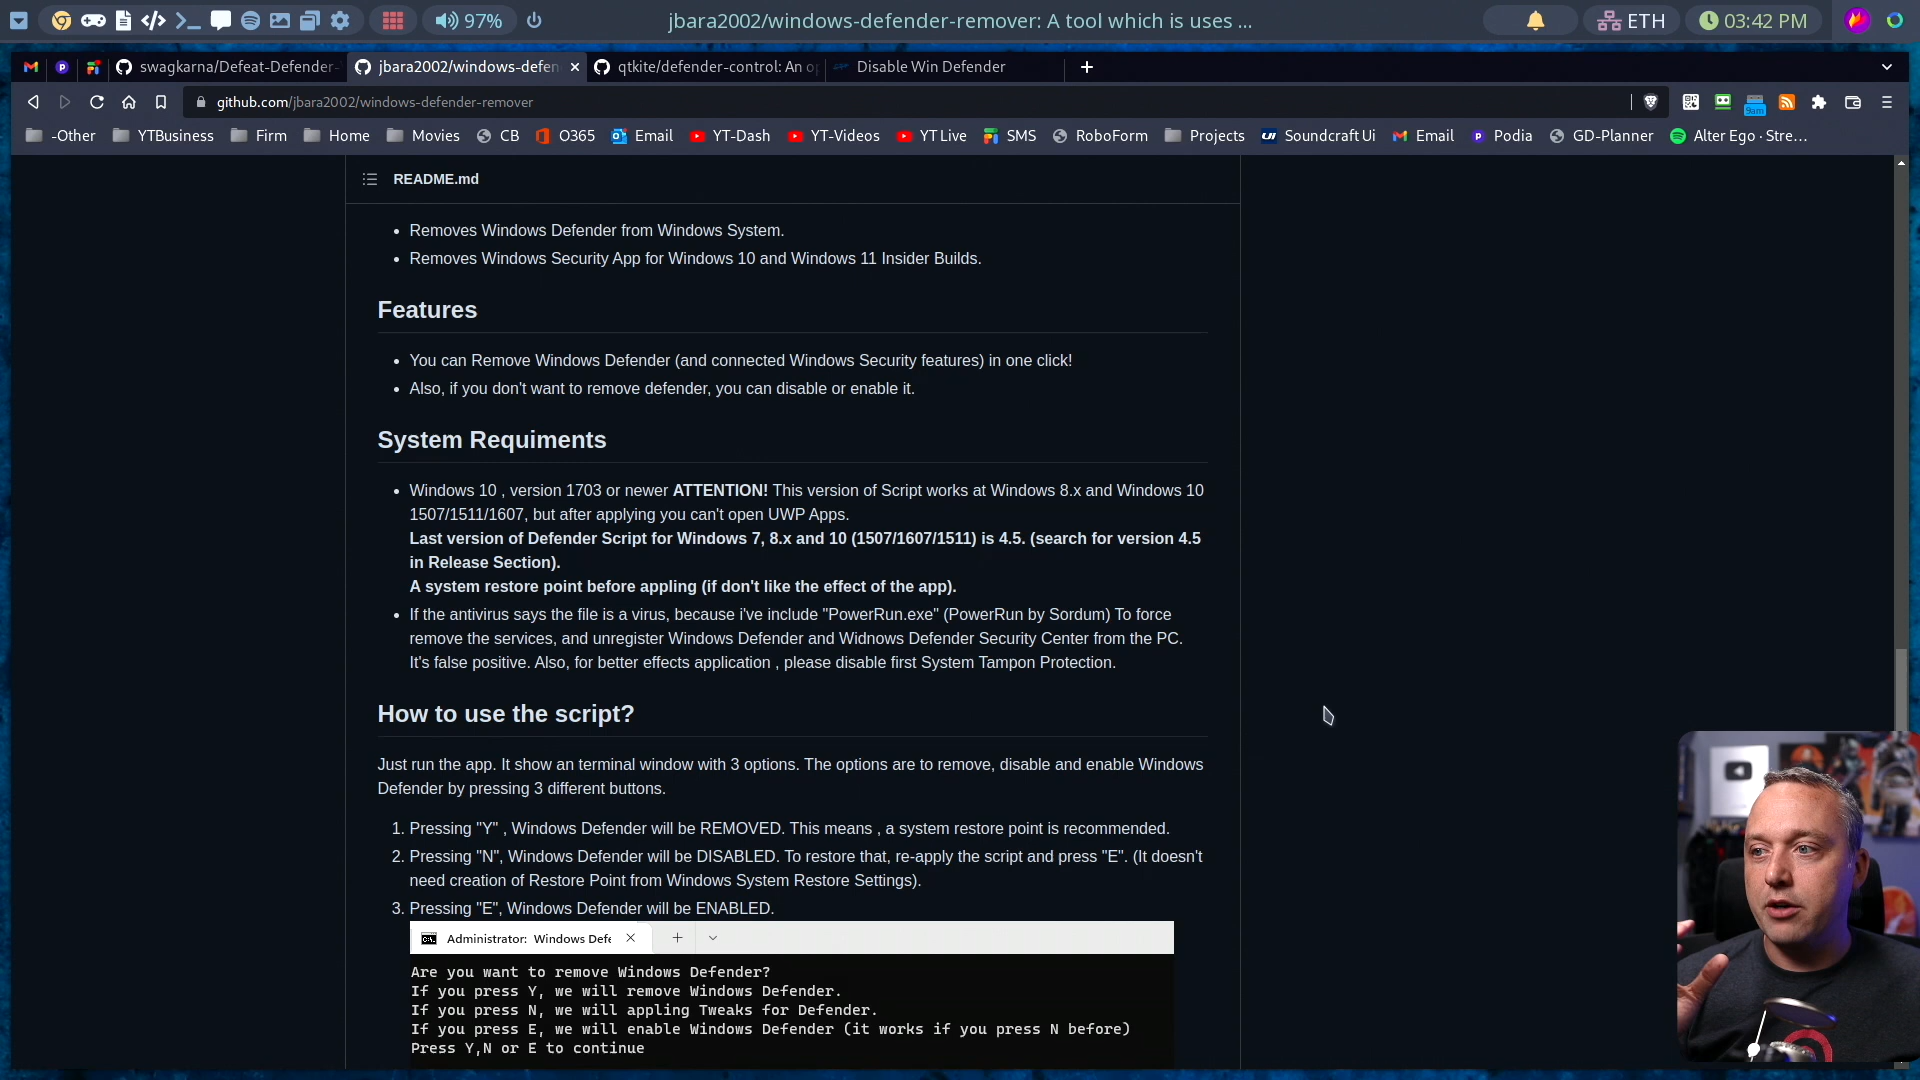 97%
jbara2002/windows-defender-remover: A tool which is uses ...
ETH
03:42 PM
swagkarna/Defeat-Defender-
jbara2002/windows-defen
qtkite/defender-control: An op
Disable Win Defender
github.com/jbara2002/windows-defender-remover
9am
-Other
YTBusiness
Firm
Home
Movies
CB
O365
Email
YT-Dash
YT-Videos
YT Live
SMS
RoboForm
Projects
Soundcraft Ui
Email
Podia
GD-Planner
Alter Ego · Stre...
README.md
• Removes Windows Defender from Windows System.
• Removes Windows Security App for Windows 10 and Windows 11 Insider Builds.
Features
• You can Remove Windows Defender (and connected Windows Security features) in one click!
• Also, if you don't want to remove defender, you can disable or enable it.
System Requiments
• Windows 10 , version 1703 or newer ATTENTION! This version of Script works at Windows 8.x and Windows 10
1507/1511/1607, but after applying you can't open UWP Apps.
Last version of Defender Script for Windows 7, 8.x and 10 (1507/1607/1511) is 4.5. (search for version 4.5
in Release Section).
A system restore point before appling (if don't like the effect of the app).
• If the antivirus says the file is a virus, because i've include "PowerRun.exe" (PowerRun by Sordum) To force
remove the services, and unregister Windows Defender and Widnows Defender Security Center from the PC.
It's false positive. Also, for better effects application , please disable first System Tampon Protection.
How to use the script?
Just run the app. It show an terminal window with 3 options. The options are to remove, disable and enable Windows
Defender by pressing 3 different buttons.
1. Pressing "Y" , Windows Defender will be REMOVED. This means , a system restore point is recommended.
2. Pressing "N", Windows Defender will be DISABLED. To restore that, re-apply the script and press "E". (It doesn't
need creation of Restore Point from Windows System Restore Settings).
3. Pressing "E", Windows Defender will be ENABLED.
Administrator: Windows Defe
Are you want to remove Windows Defender?
If you press Y, we will remove Windows Defender.
If you press N, we will appling Tweaks for Defender.
If you press E, we will enable Windows Defender (it works if you press N before)
Press Y,N or E to continue